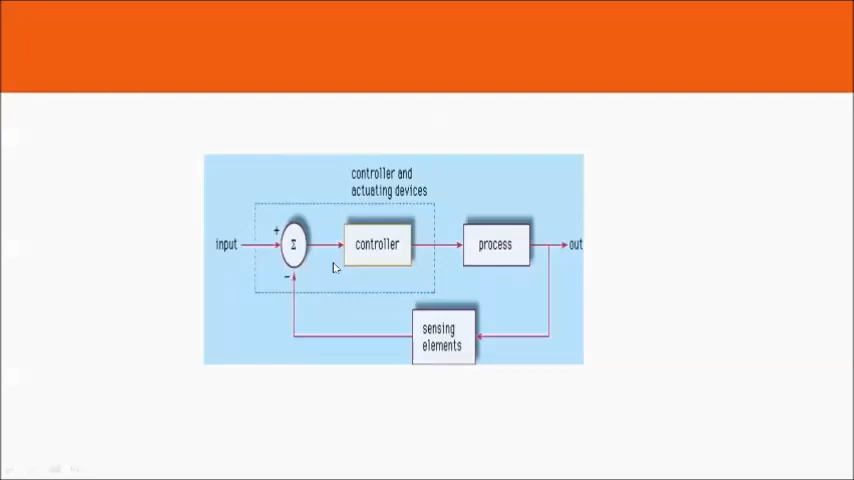 controller and
actuating devices
+
input
Σ
controller
process
out
−
sensing
elements